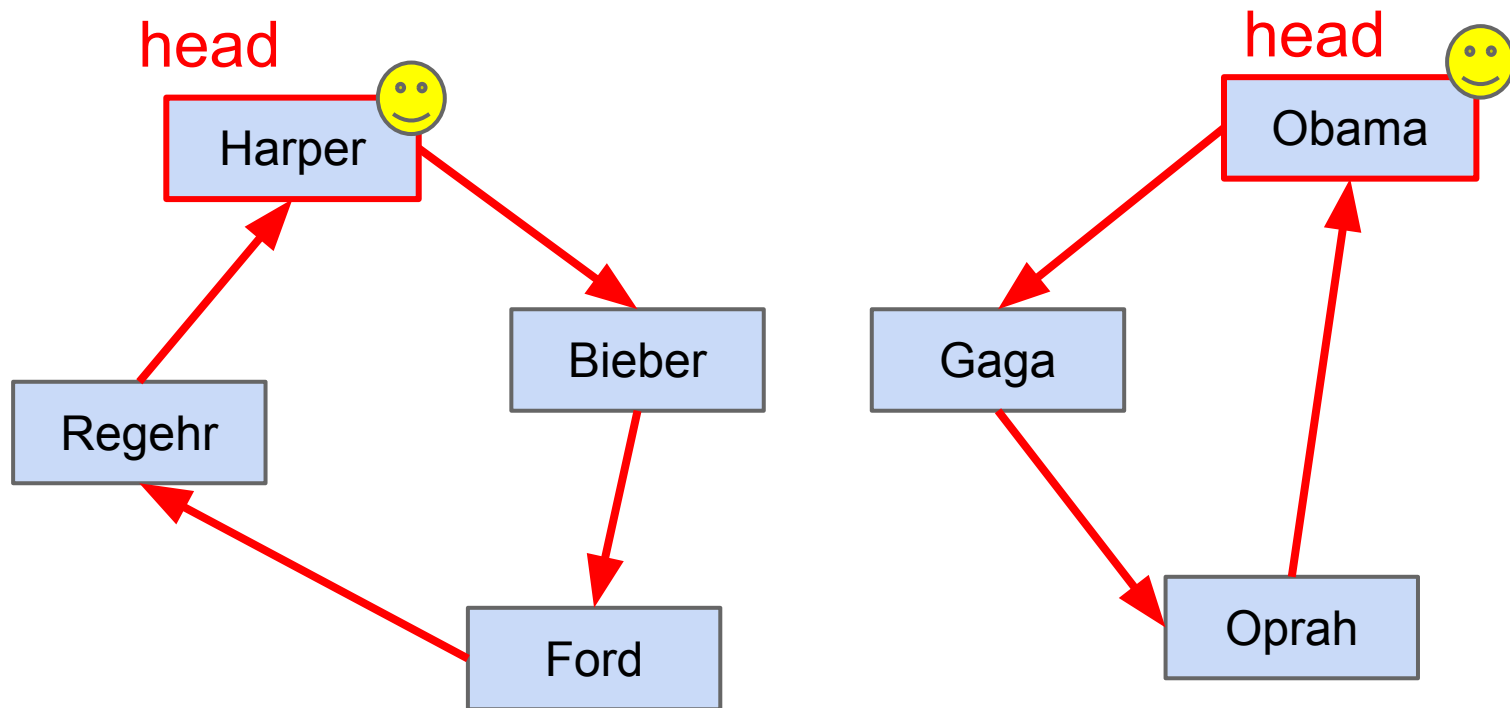 head
Harper
Bieber
Regehr
Ford
head
Obama
Gaga
Oprah